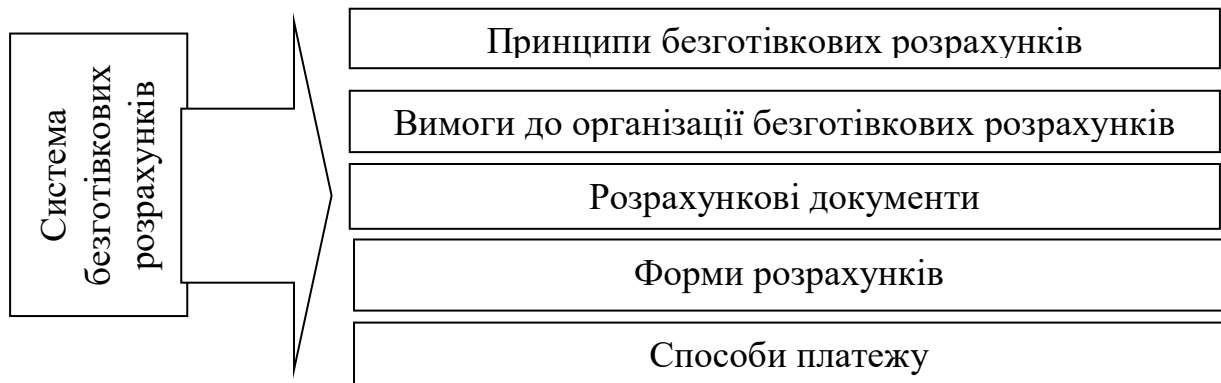 Система
безготівкових
розрахунків
Принципи безготівкових розрахунків
Вимоги до організації безготівкових розрахунків
Розрахункові документи
Форми розрахунків
Способи платежу